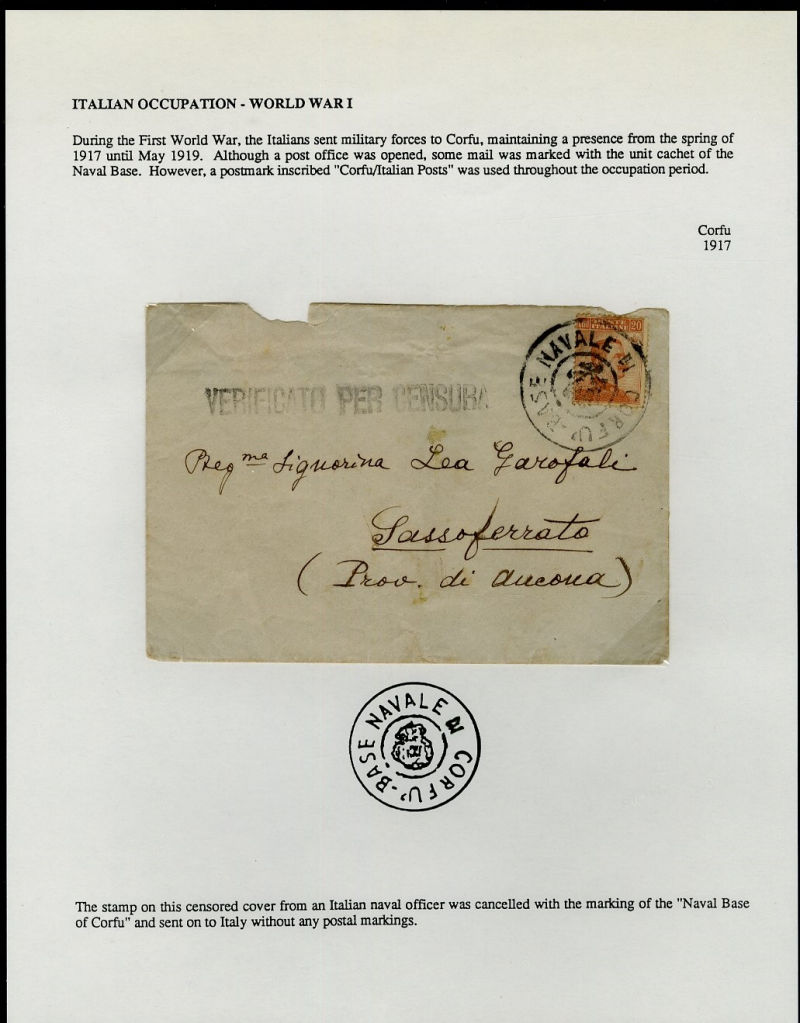 ITALIAN OCCUPATION - WORLD WAR I
During the First World War, the Italians sent military forces to Corfu, maintaining a presence from the spring of
1917 until May 1919. Although a post office was opened, some mail was marked with the unit cachet of the
Naval Base. However, a postmark inscribed "Corfu/Italian Posts" was used throughout the occupation period.
Corfu
1917
POSTE ITALIANE 20
BASE NAVALE DI CORFU'-
VERIFICATO PER CENSURA
Preg.ma Signorina Lea Garofali
Sassoferrato
(Prov. di Ancona)
BASE NAVALE DI CORFU'-
The stamp on this censored cover from an Italian naval officer was cancelled with the marking of the "Naval Base
of Corfu" and sent on to Italy without any postal markings.